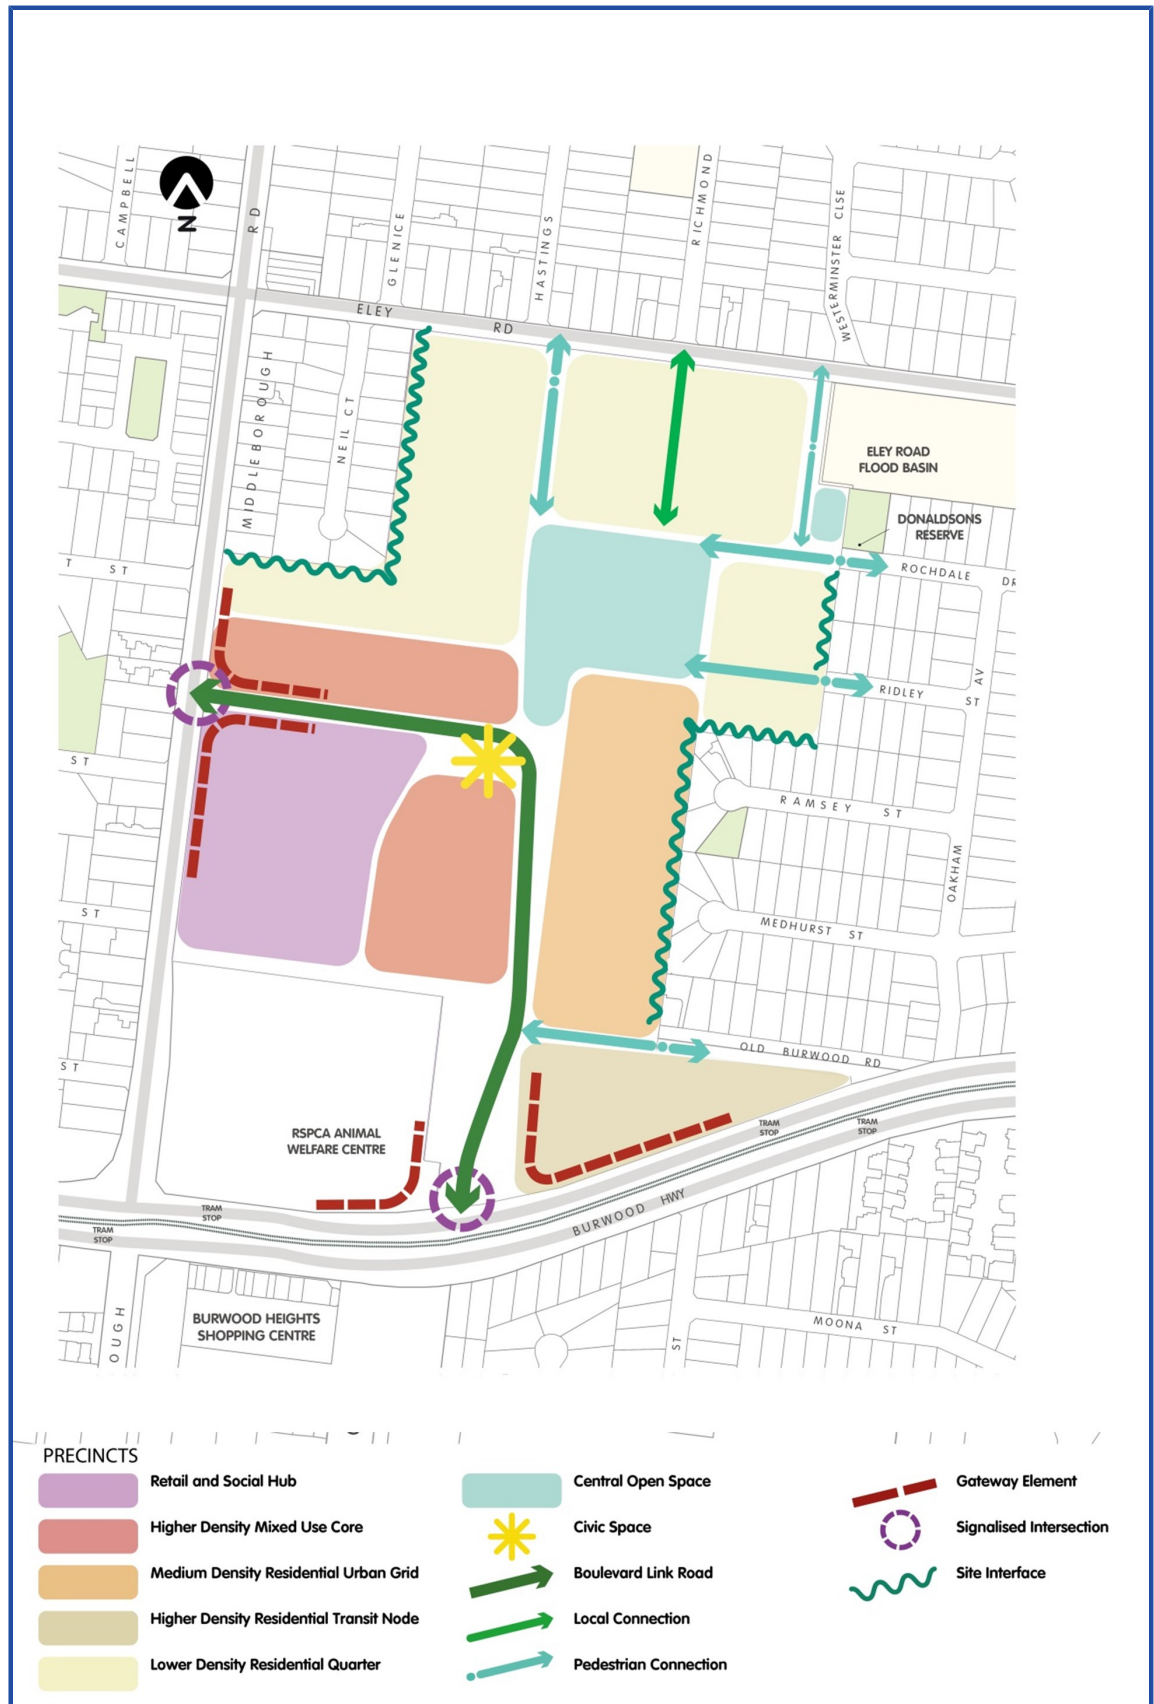 CAMPBELL
N
RD
GLENICE
HASTINGS
RICHMOND
WESTERMINSTER CLSE
ELEY RD
MIDDLEBOROUGH
NEIL CT
ELEY ROAD
FLOOD BASIN
DONALDSONS
RESERVE
T ST
ROCHDALE DR
RIDLEY ST
AV
ST
RAMSEY ST
OAKHAM
ST
MEDHURST ST
ST
OLD BURWOOD RD
RSPCA ANIMAL
WELFARE CENTRE
TRAM
STOP
TRAM
STOP
TRAM
STOP
TRAM
STOP
BURWOOD HWY
BURWOOD HEIGHTS
SHOPPING CENTRE
OUGH
ST
MOONA ST
PRECINCTS
Retail and Social Hub
Higher Density Mixed Use Core
Medium Density Residential Urban Grid
Higher Density Residential Transit Node
Lower Density Residential Quarter
Central Open Space
Civic Space
Boulevard Link Road
Local Connection
Pedestrian Connection
Gateway Element
Signalised Intersection
Site Interface